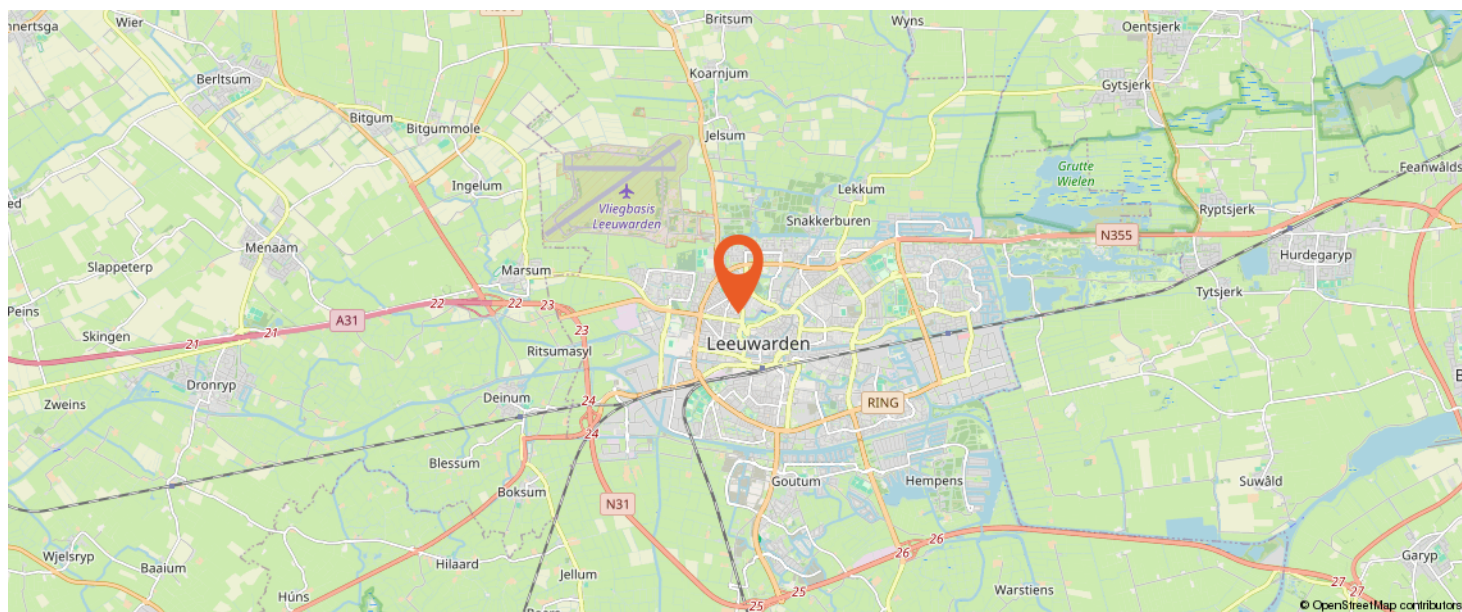 Wier
Britsum
Wyns
Oentsjerk
Berltsum
Koarnjum
Gytsjerk
Bitgum
Bitgummole
Jelsum
Grutte
Wielen
Feanwâlds
Ingelum
Lekkum
Vliegbasis
Leeuwarden
Snakkerburen
Ryptsjerk
N355
Menaam
Hurdegaryp
Slappeterp
Marsum
Tytsjerk
Peins
22
22
23
A31
Skingen
21
21
23
Leeuwarden
Ritsumasyl
Dronryp
Deinum
24
RING
Zweins
24
Blessum
Goutum
Hempens
Suwâld
Boksum
N31
26
26
Wjelsryp
Hilaard
Garyp
Baaium
Jellum
27
27
Húns
25
25
Warstiens
© OpenStreetMap contributors